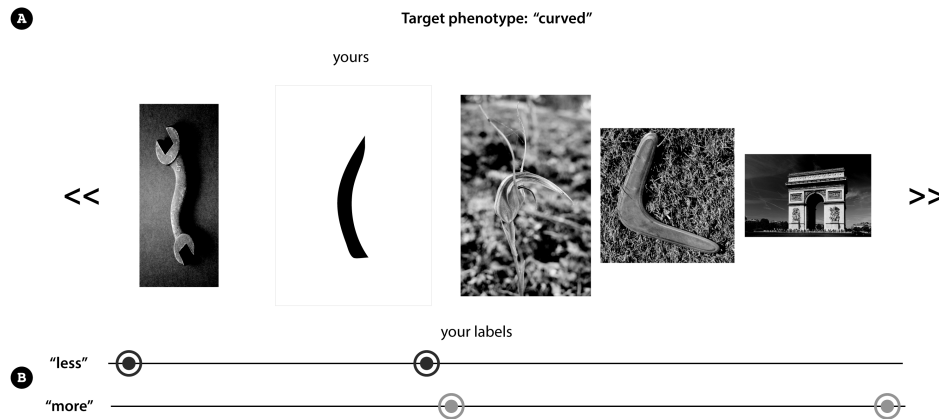 A
Target phenotype: “curved”
yours
<< >>
your labels
“less”
B
“more”